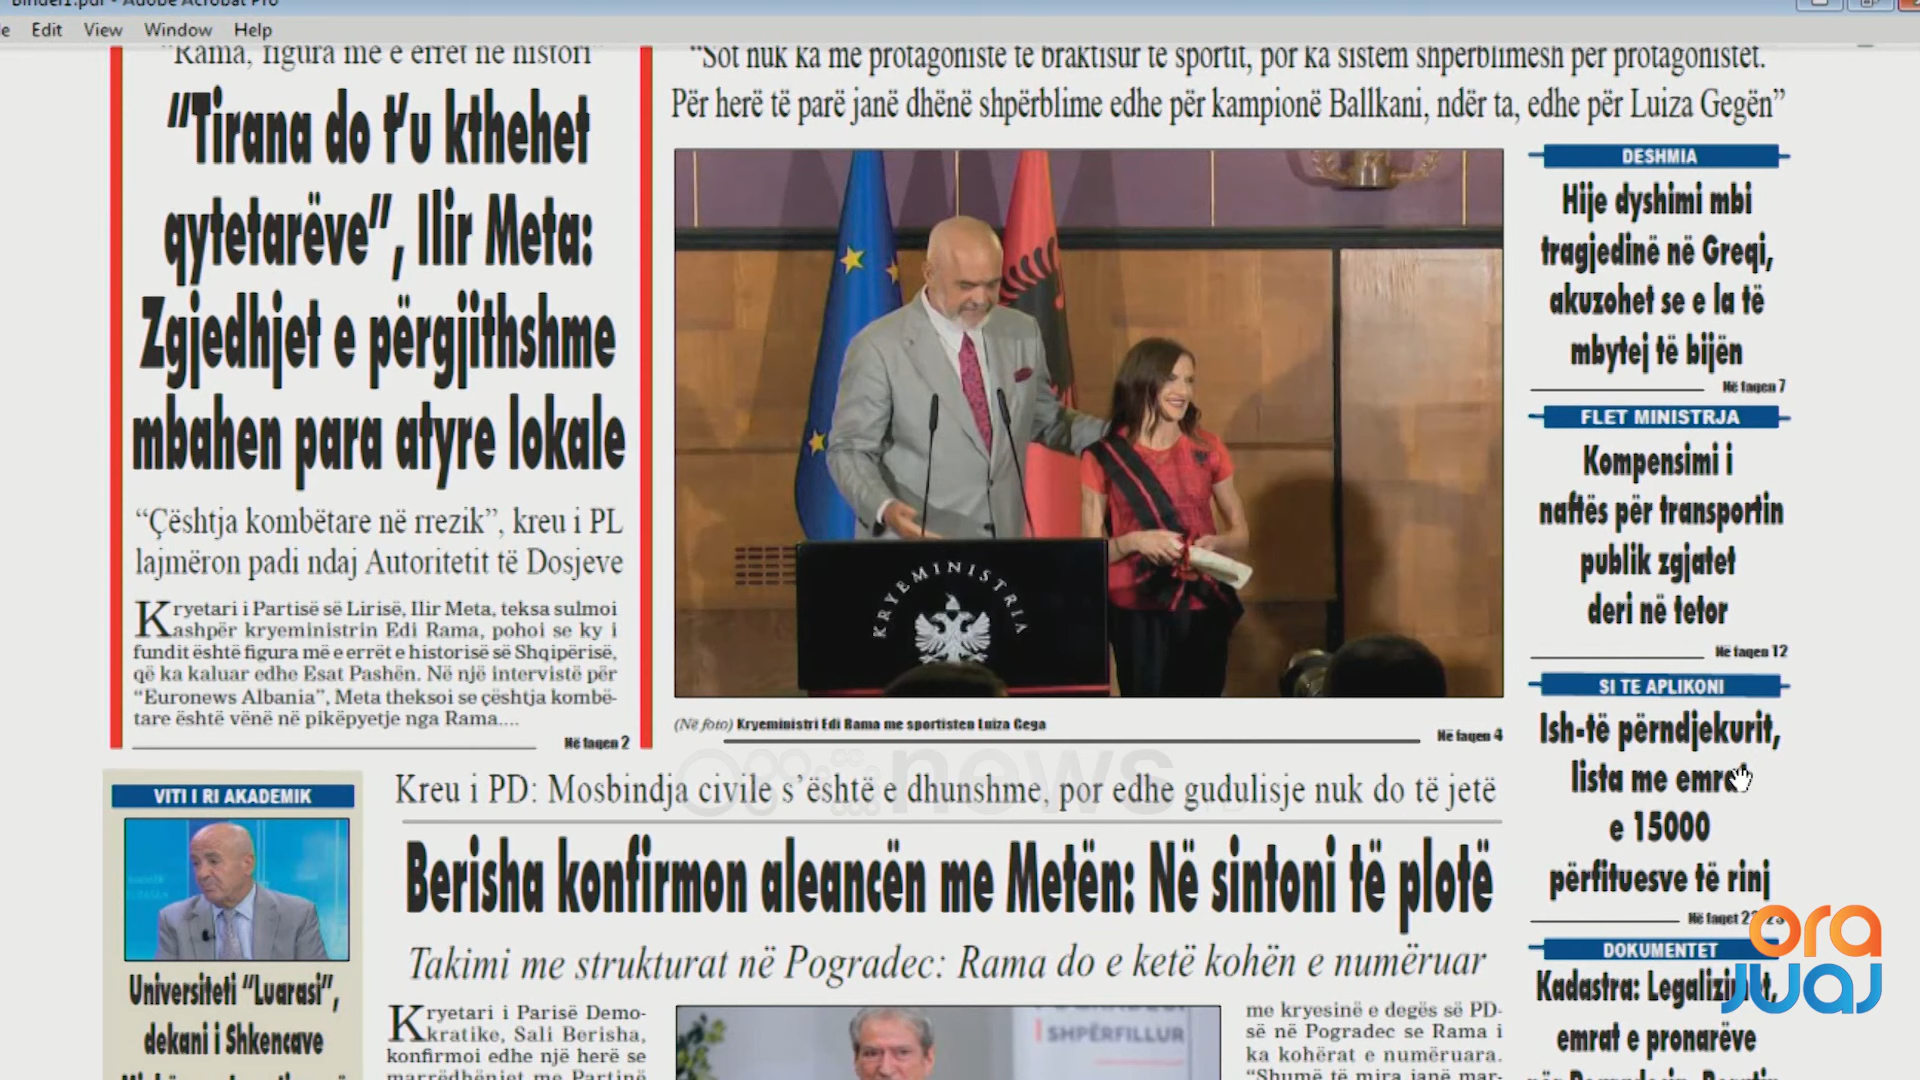 Edit View Window Help
“Rama, figura më e errët në histori”
“Tirana do t’u kthehet
qytetarëve”, Ilir Meta:
Zgjedhjet e përgjithshme
mbahen para atyre lokale
“Çështja kombëtare në rrezik”, kreu i PL
lajmëron padi ndaj Autoritetit të Dosjeve
Kryetari i Partisë së Lirisë, Ilir Meta, teksa sulmoi
ashpër kryeministrin Edi Rama, pohoi se ky i
fundit është figura më e errët e historisë së Shqipërisë,
që ka kaluar edhe Esat Pashën. Në një intervistë për
“Euronews Albania”, Meta theksoi se çështja kombë-
tare është vënë në pikëpyetje nga Rama....
Në faqen 2
“Sot nuk ka më protagonistë të braktisur të sportit, por ka sistem shpërblimesh për protagonistët.
Për herë të parë janë dhënë shpërblime edhe për kampionë Ballkani, ndër ta, edhe për Luiza Gegën”
KRYEMINISTRIA
(Në foto) Kryeministri Edi Rama me sportisten Luiza Gega
Në faqen 4
DESHMIA
Hije dyshimi mbi
tragjedinë në Greqi,
akuzohet se e la të
mbytej të bijën
Në faqen 7
FLET MINISTRJA
Kompensimi i
naftës për transportin
publik zgjatet
deri në tetor
Në faqen 12
SI TE APLIKONI
Ish-të përndjekurit,
lista me emrat
e 15000
përfituesve të rinj
Në faqet
DOKUMENTET
Kadastra: Legalizimet,
emrat e pronarëve
news
Kreu i PD: Mosbindja civile s’është e dhunshme, por edhe gudulisje nuk do të jetë
Berisha konfirmon aleancën me Metën: Në sintoni të plotë
Takimi me strukturat në Pogradec: Rama do e ketë kohën e numëruar
Kryetari i Parisë Demo-
kratike, Sali Berisha,
konfirmoi edhe një herë se
marrëdhëniet me Partinë
SHPËRFILLUR
me kryesinë e degës së PD-
së në Pogradec se Rama i
ka kohërat e numëruara.
“Shumë të mira janë mar-
VITI I RI AKADEMIK
Universiteti “Luarasi”,
dekani i Shkencave
ora
juaj